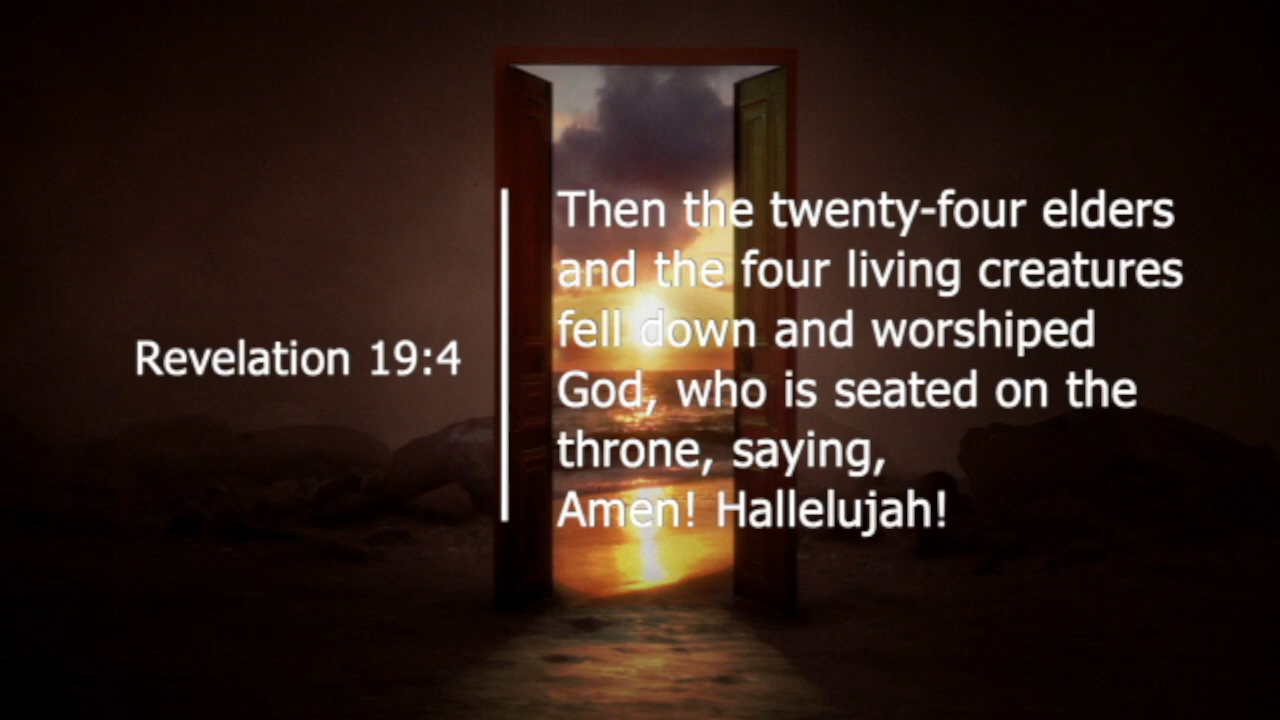 Revelation 19:4
Then the twenty-four elders
and the four living creatures
fell down and worshiped
God, who is seated on the
throne, saying,
Amen! Hallelujah!